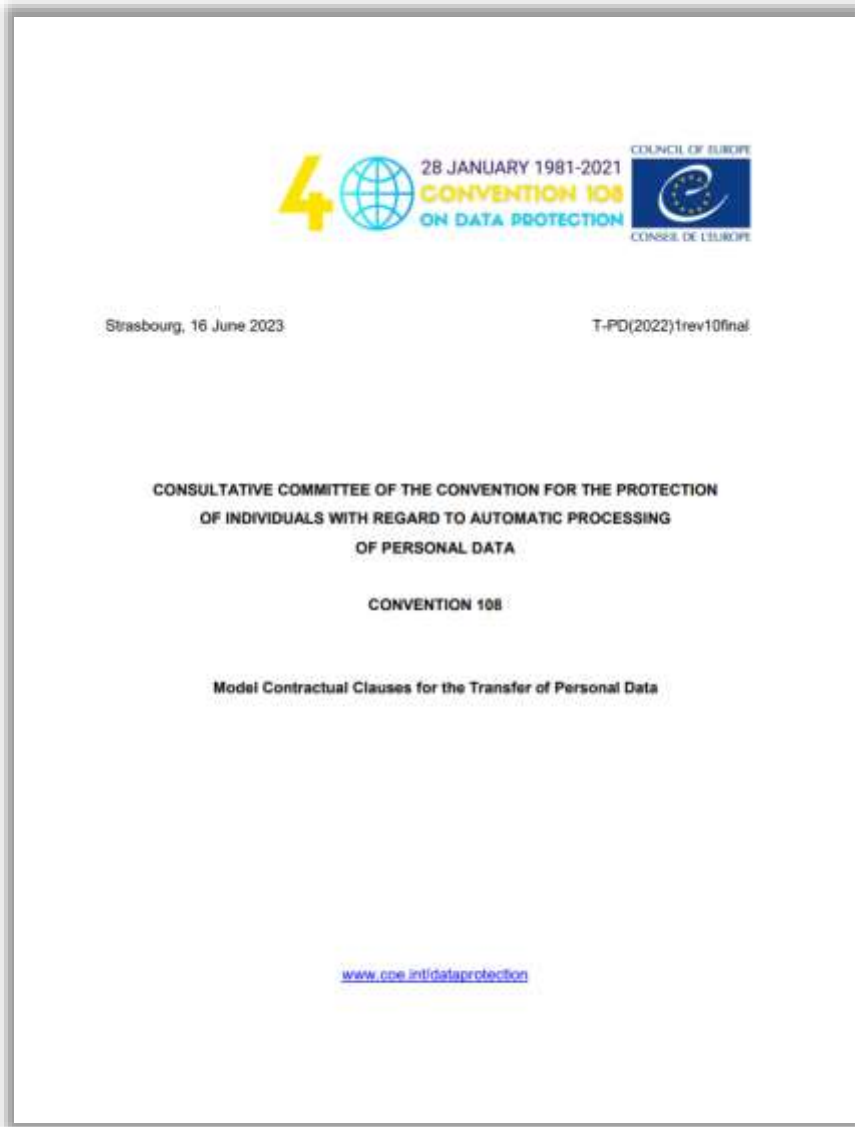 COUNCIL OF EUROPE
4 28 JANUARY 1981-2021
CONVENTION 108
ON DATA PROTECTION
CONSEIL DE L'EUROPE
Strasbourg, 16 June 2023
T-PD(2022)1rev10final
CONSULTATIVE COMMITTEE OF THE CONVENTION FOR THE PROTECTION
OF INDIVIDUALS WITH REGARD TO AUTOMATIC PROCESSING
OF PERSONAL DATA
CONVENTION 108
Model Contractual Clauses for the Transfer of Personal Data
www.coe.int/dataprotection